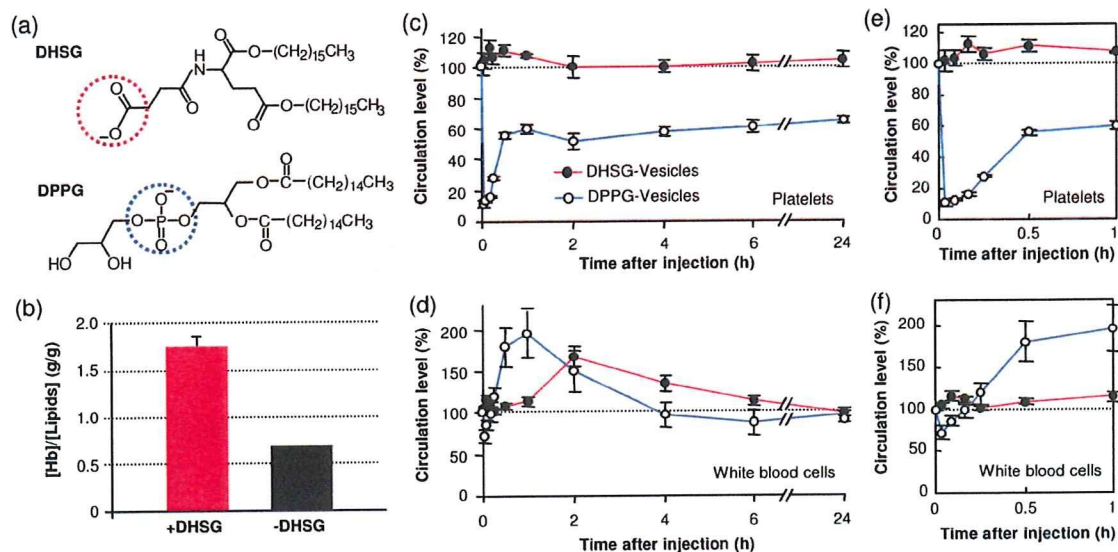 (a)
DHSG
O
O−(CH2)15CH3
O
H
N
−O
O
O−(CH2)15CH3
O
DPPG
O−
O−P−O
O
O−C−(CH2)14CH3
O
O−C−(CH2)14CH3
O
HO
OH
(b)
[Hb]/[Lipids] (g/g)
2.0
1.5
1.0
0.5
0
+DHSG
-DHSG
(c)
Circulation level (%)
120
100
80
60
40
20
0
DHSG-Vesicles
DPPG-Vesicles
Platelets
0
2
4
6
24
Time after injection (h)
(d)
Circulation level (%)
200
150
100
50
0
White blood cells
0
2
4
6
24
Time after injection (h)
(e)
Circulation level (%)
120
100
80
60
40
20
0
Platelets
0
0.5
1
Time after injection (h)
(f)
Circulation level (%)
200
150
100
50
0
White blood cells
0
0.5
1
Time after injection (h)